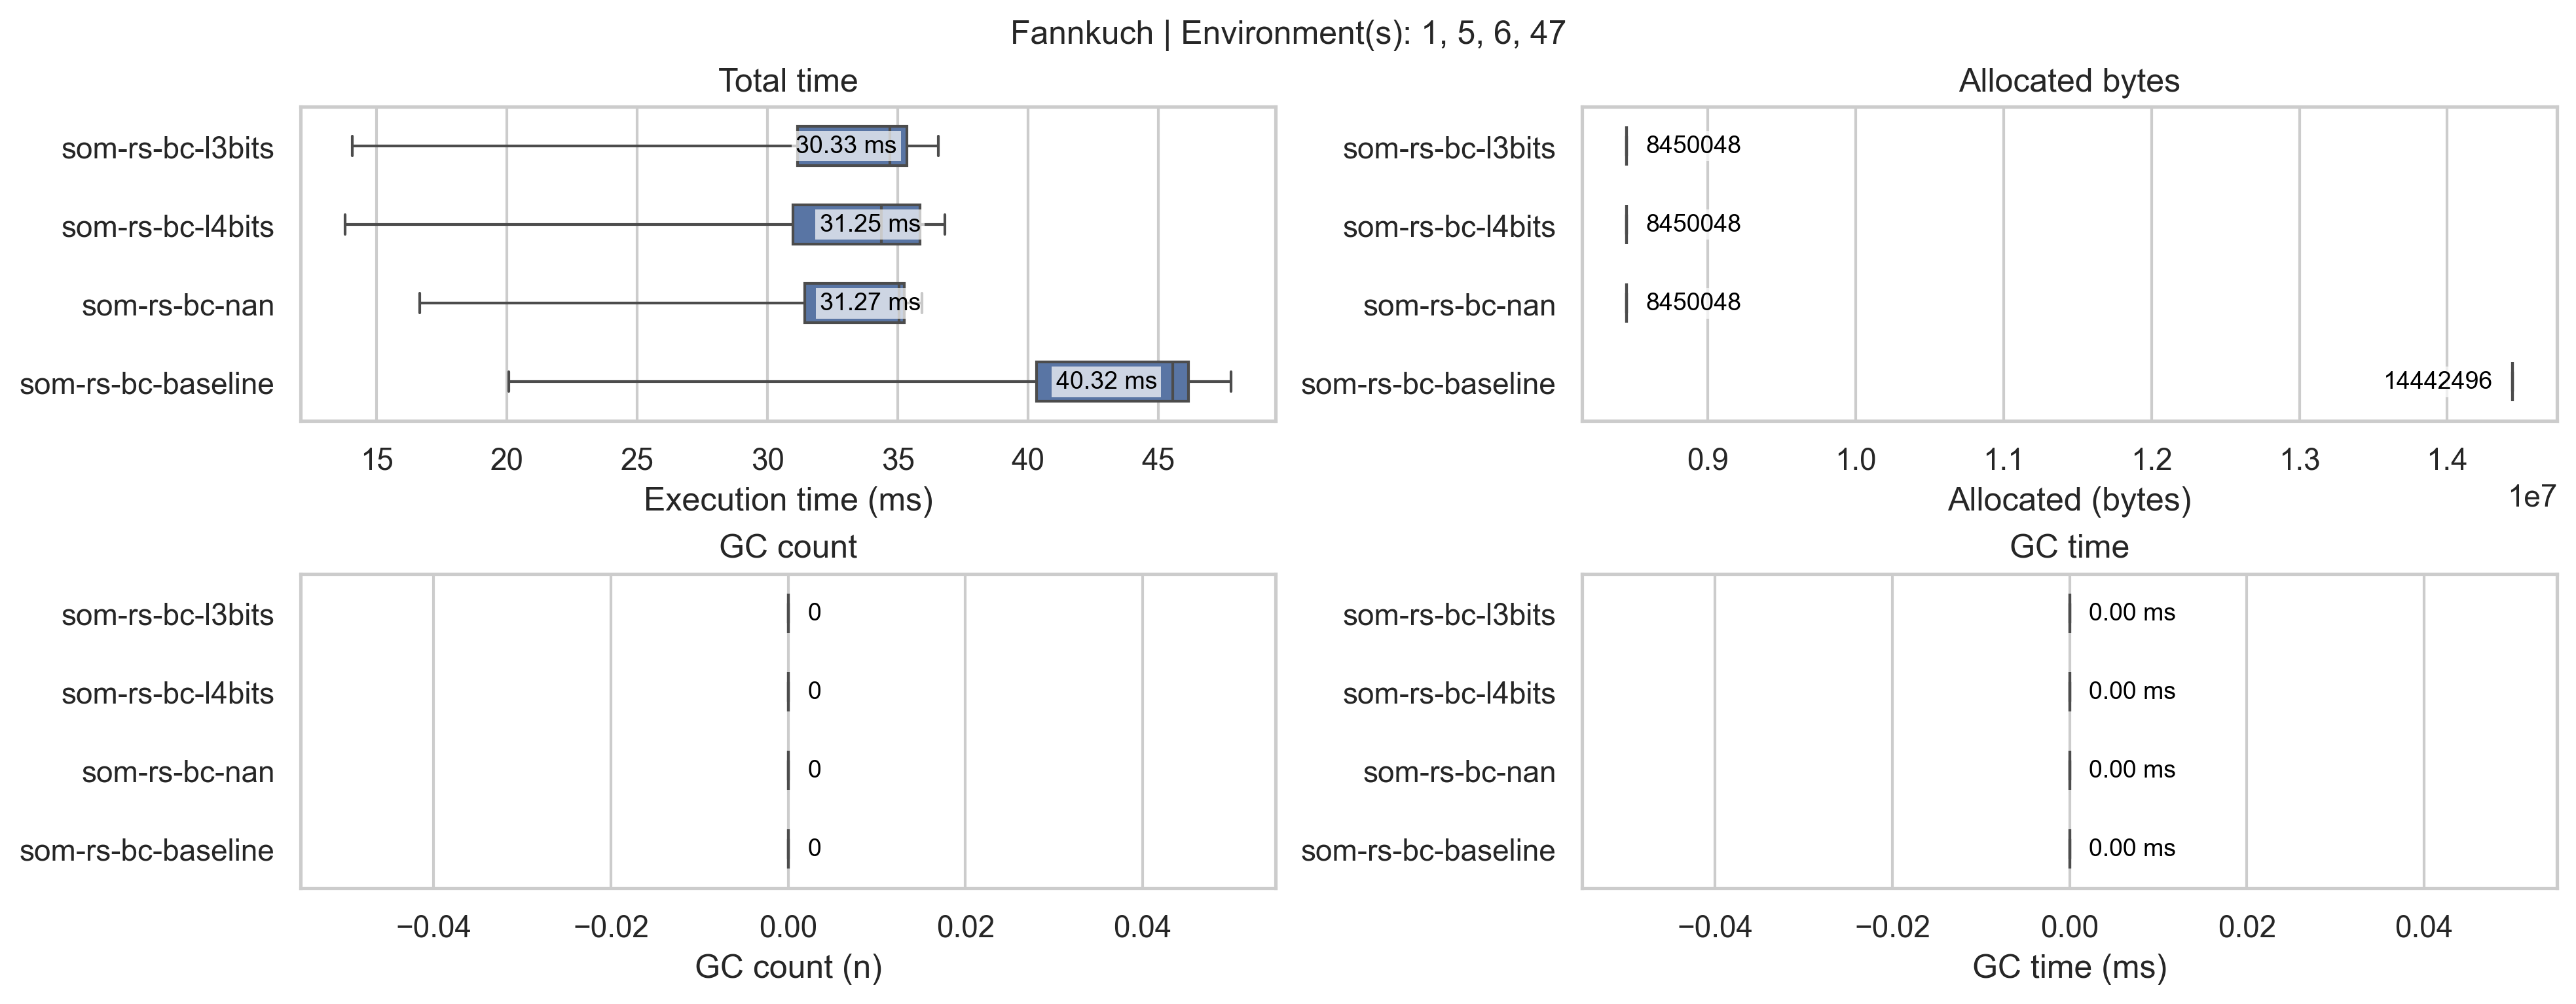 Fannkuch | Environment(s): 1, 5, 6, 47
Total time
som-rs-bc-l3bits
30.33 ms
som-rs-bc-l4bits
31.25 ms
som-rs-bc-nan
31.27 ms
som-rs-bc-baseline
40.32 ms
15 20 25 30 35 40 45
Execution time (ms)
Allocated bytes
som-rs-bc-l3bits
8450048
som-rs-bc-l4bits
8450048
som-rs-bc-nan
8450048
som-rs-bc-baseline
14442496
0.9 1.0 1.1 1.2 1.3 1.4
1e7
Allocated (bytes)
GC count
som-rs-bc-l3bits
0
som-rs-bc-l4bits
0
som-rs-bc-nan
0
som-rs-bc-baseline
0
−0.04 −0.02 0.00 0.02 0.04
GC count (n)
GC time
som-rs-bc-l3bits
0.00 ms
som-rs-bc-l4bits
0.00 ms
som-rs-bc-nan
0.00 ms
som-rs-bc-baseline
0.00 ms
−0.04 −0.02 0.00 0.02 0.04
GC time (ms)